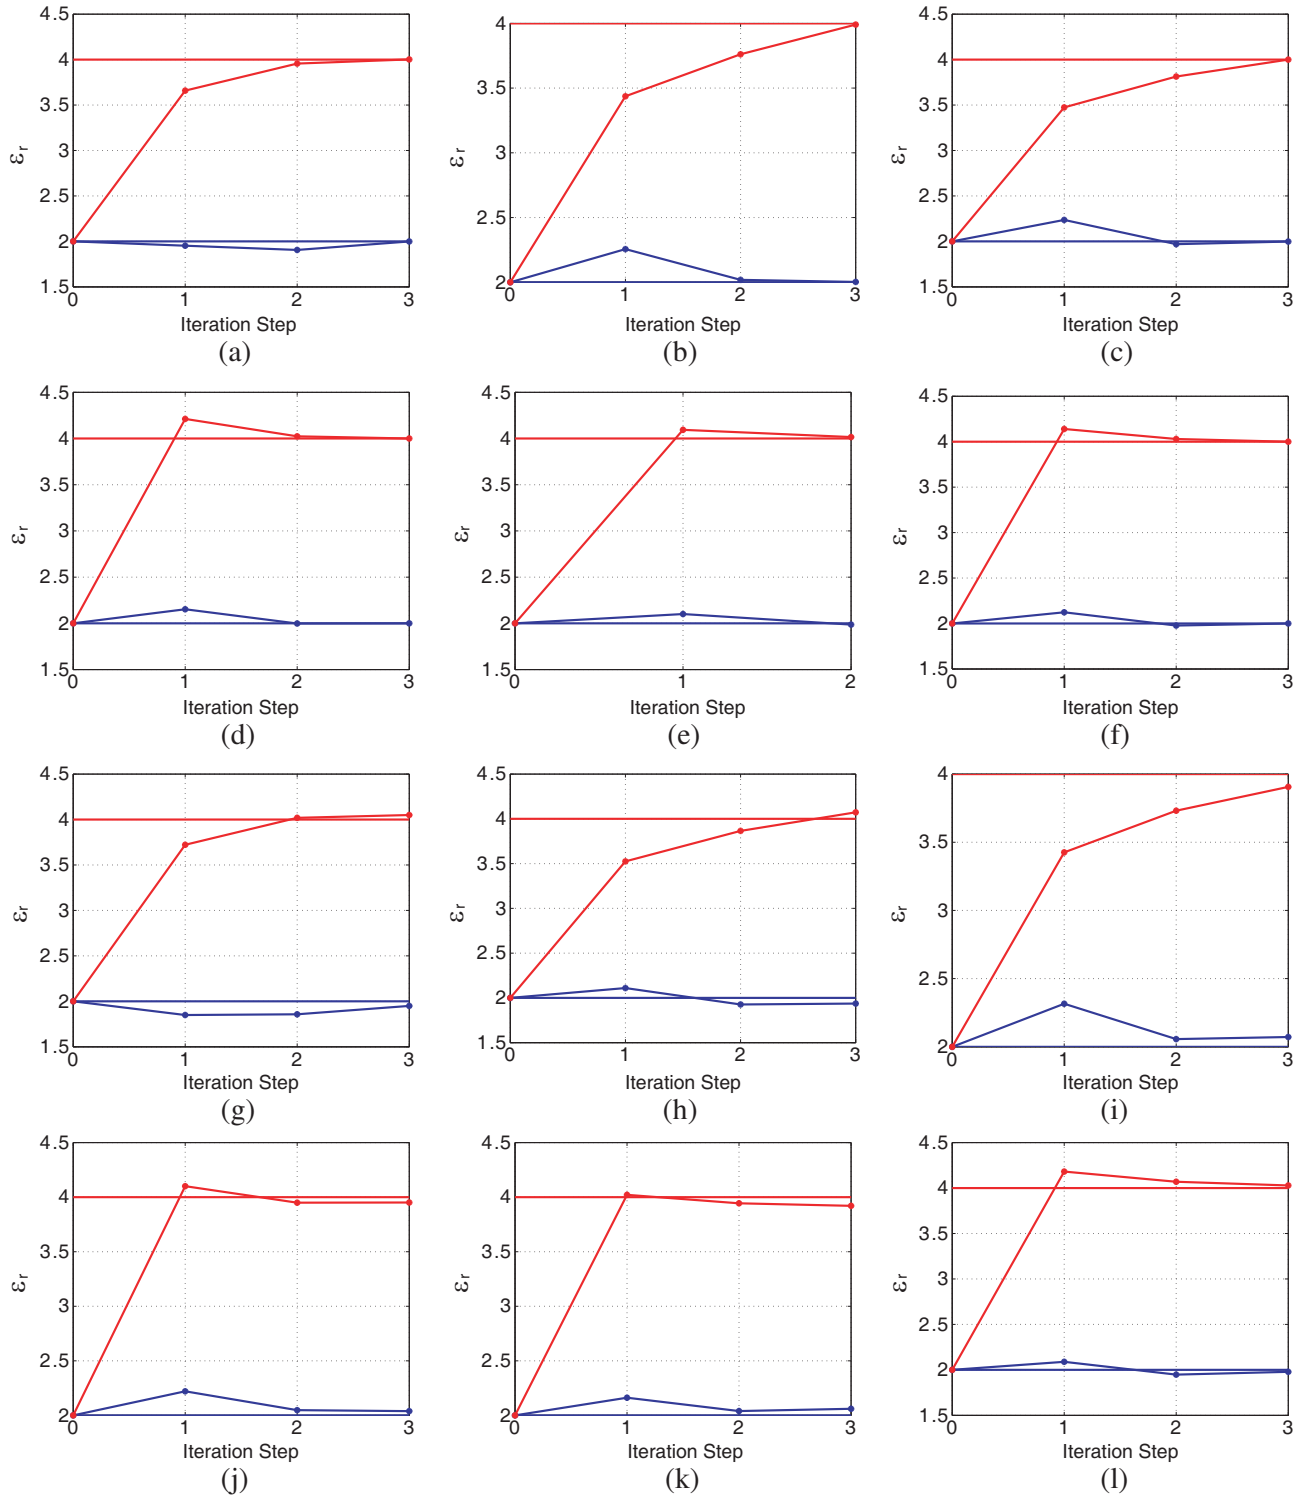 4.5
4
3.5
3
2.5
2
1.5
εr
0 1 2 3
Iteration Step
(a)
4
3.5
3
2.5
2
εr
0 1 2 3
Iteration Step
(b)
4.5
4
3.5
3
2.5
2
1.5
εr
0 1 2 3
Iteration Step
(c)
4.5
4
3.5
3
2.5
2
1.5
εr
0 1 2 3
Iteration Step
(d)
4.5
4
3.5
3
2.5
2
1.5
εr
0 1 2
Iteration Step
(e)
4.5
4
3.5
3
2.5
2
1.5
εr
0 1 2 3
Iteration Step
(f)
4.5
4
3.5
3
2.5
2
1.5
εr
0 1 2 3
Iteration Step
(g)
4.5
4
3.5
3
2.5
2
1.5
εr
0 1 2 3
Iteration Step
(h)
4
3.5
3
2.5
2
εr
0 1 2 3
Iteration Step
(i)
4.5
4
3.5
3
2.5
2
εr
0 1 2 3
Iteration Step
(j)
4.5
4
3.5
3
2.5
2
εr
0 1 2 3
Iteration Step
(k)
4.5
4
3.5
3
2.5
2
1.5
εr
0 1 2 3
Iteration Step
(l)